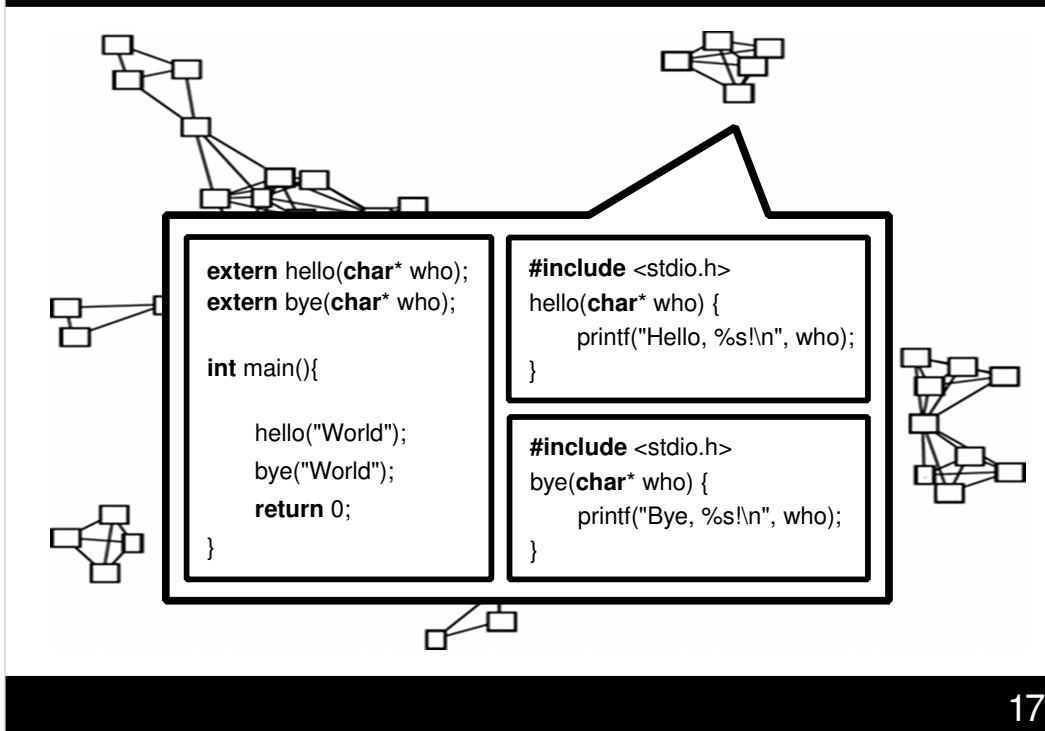 extern hello(char* who);
extern bye(char* who);
int main(){
hello("World");
bye("World");
return 0;
}
#include <stdio.h>
hello(char* who) {
printf("Hello, %s!\n", who);
}
#include <stdio.h>
bye(char* who) {
printf("Bye, %s!\n", who);
}
17